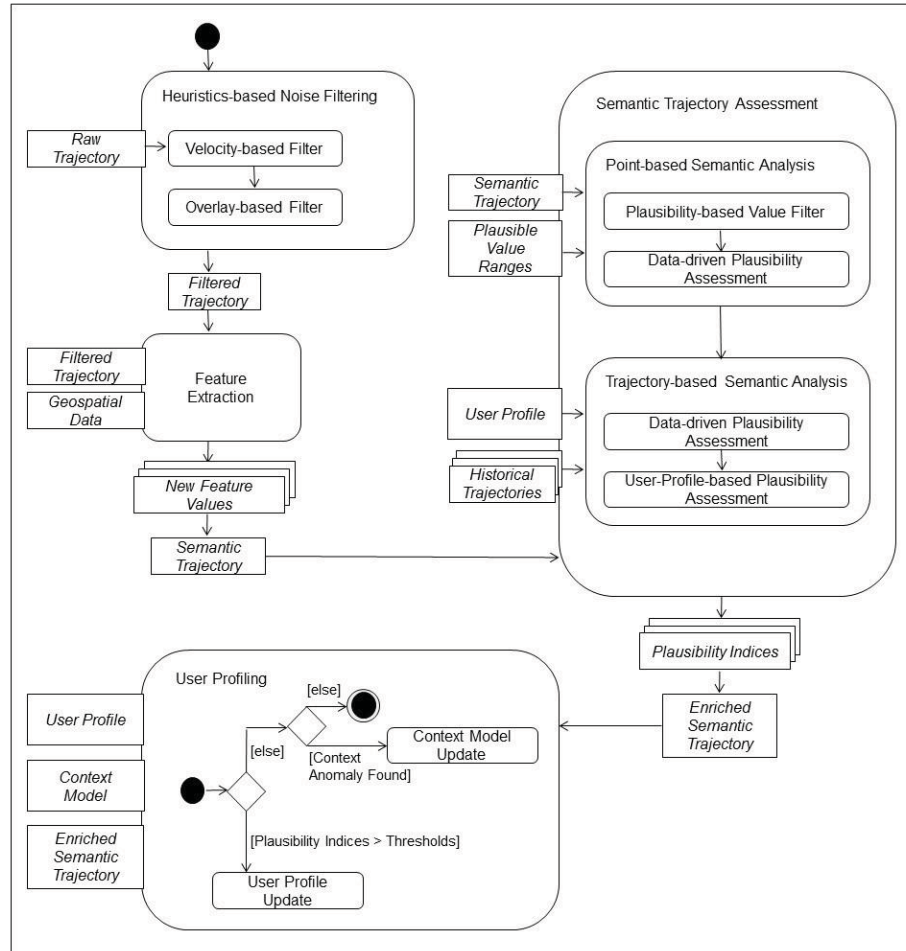 Heuristics-based Noise Filtering
Raw
Trajectory
Velocity-based Filter
Overlay-based Filter
Filtered
Trajectory
Filtered
Trajectory
Geospatial
Data
Feature
Extraction
New Feature
Values
Semantic
Trajectory
Semantic Trajectory Assessment
Point-based Semantic Analysis
Semantic
Trajectory
Plausible
Value
Ranges
Plausibility-based Value Filter
Data-driven Plausibility
Assessment
Trajectory-based Semantic Analysis
User Profile
Historical
Trajectories
Data-driven Plausibility
Assessment
User-Profile-based Plausibility
Assessment
Plausibility Indices
Enriched
Semantic
Trajectory
User Profiling
User Profile
Context
Model
Enriched
Semantic
Trajectory
[else]
[else]
[Context
Anomaly Found]
Context Model
Update
[Plausibility Indices > Thresholds]
User Profile
Update